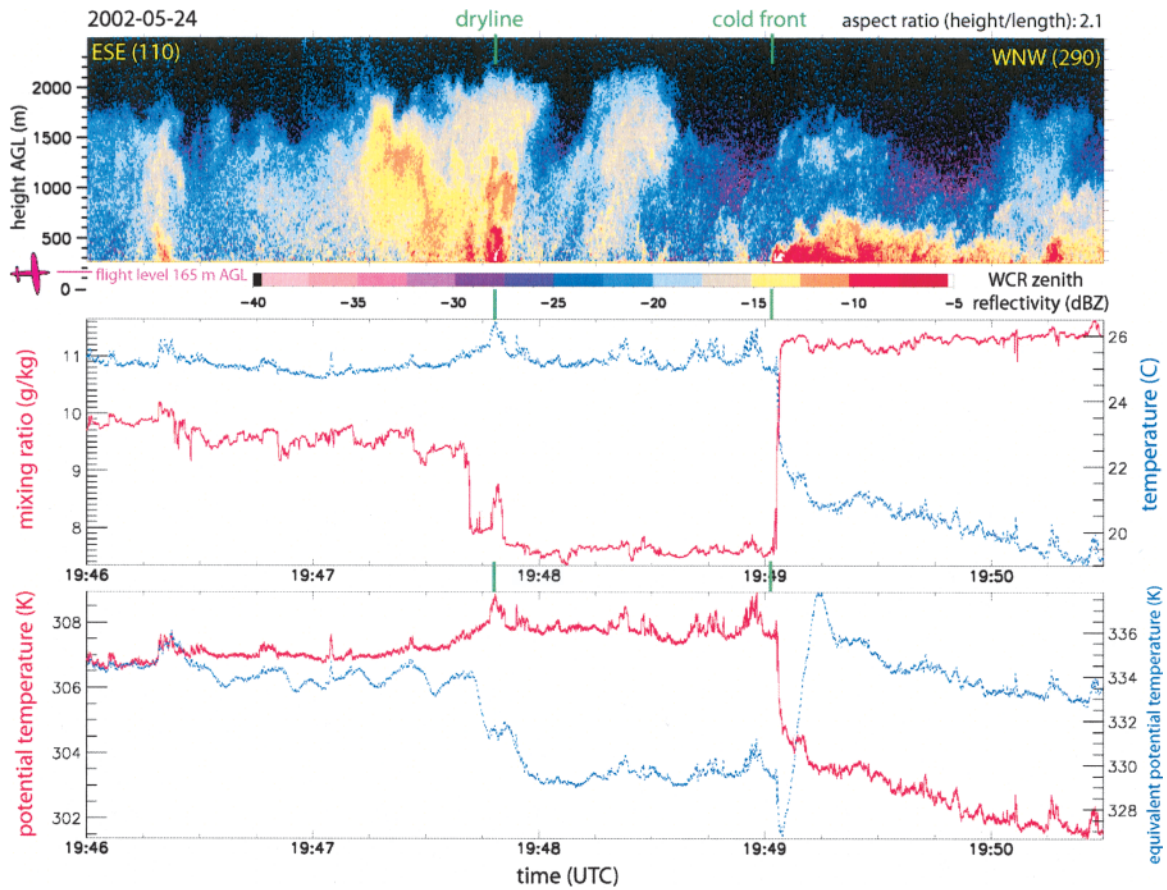 2002-05-24 dryline cold front aspect ratio (height/length): 2.1
ESE (110) WNW (290)
height AGL (m)
2000
1500
1000
500
0
flight level 165 m AGL
WCR zenith
reflectivity (dBZ)
-40 -35 -30 -25 -20 -15 -10 -5
mixing ratio (g/kg)
11
10
9
8
temperature (C)
26
24
22
20
19:46 19:47 19:48 19:49 19:50
potential temperature (K)
308
306
304
302
equivalent potential temperature (K)
336
334
332
330
328
19:46 19:47 19:48 19:49 19:50
time (UTC)